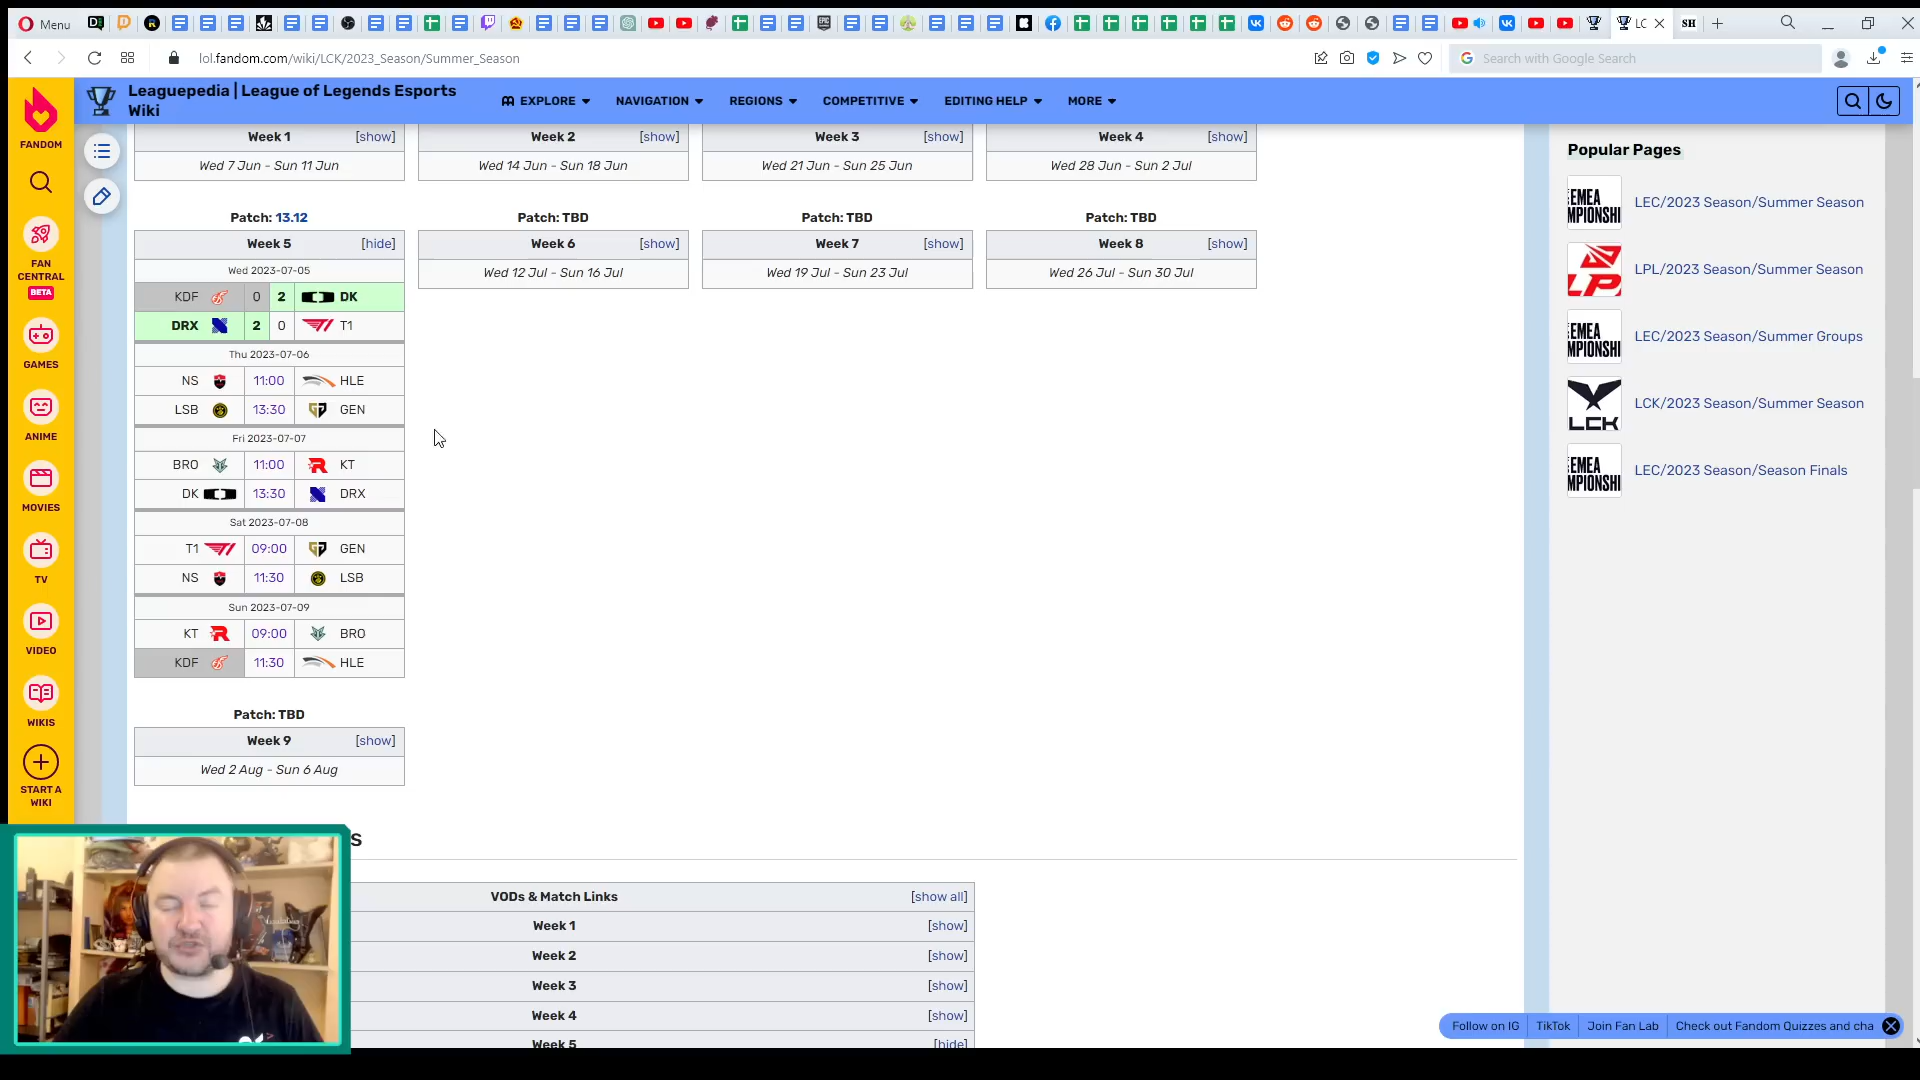 Menu
LC
SH
lol.fandom.com/wiki/LCK/2023_Season/Summer_Season
Search with Google Search
Leaguepedia | League of Legends Esports
Wiki
EXPLORE
NAVIGATION
REGIONS
COMPETITIVE
EDITING HELP
MORE
FANDOM
FAN
CENTRAL
BETA
GAMES
ANIME
MOVIES
TV
VIDEO
WIKIS
START A
WIKI
Week 1 [show]
Wed 7 Jun - Sun 11 Jun
Week 2 [show]
Wed 14 Jun - Sun 18 Jun
Week 3 [show]
Wed 21 Jun - Sun 25 Jun
Week 4 [show]
Wed 28 Jun - Sun 2 Jul
Patch: 13.12
Week 5 [hide]
Wed 2023-07-05
KDF 0 2 DK
DRX 2 0 T1
Thu 2023-07-06
NS 11:00 HLE
LSB 13:30 GEN
Fri 2023-07-07
BRO 11:00 KT
DK 13:30 DRX
Sat 2023-07-08
T1 09:00 GEN
NS 11:30 LSB
Sun 2023-07-09
KT 09:00 BRO
KDF 11:30 HLE
Patch: TBD
Week 6 [show]
Wed 12 Jul - Sun 16 Jul
Patch: TBD
Week 7 [show]
Wed 19 Jul - Sun 23 Jul
Patch: TBD
Week 8 [show]
Wed 26 Jul - Sun 30 Jul
Patch: TBD
Week 9 [show]
Wed 2 Aug - Sun 6 Aug
S
VODs & Match Links [show all]
Week 1 [show]
Week 2 [show]
Week 3 [show]
Week 4 [show]
Week 5 [hide]
Popular Pages
LEC/2023 Season/Summer Season
LPL/2023 Season/Summer Season
LEC/2023 Season/Summer Groups
LCK
LCK/2023 Season/Summer Season
LEC/2023 Season/Season Finals
Follow on IG
TikTok
Join Fan Lab
Check out Fandom Quizzes and cha